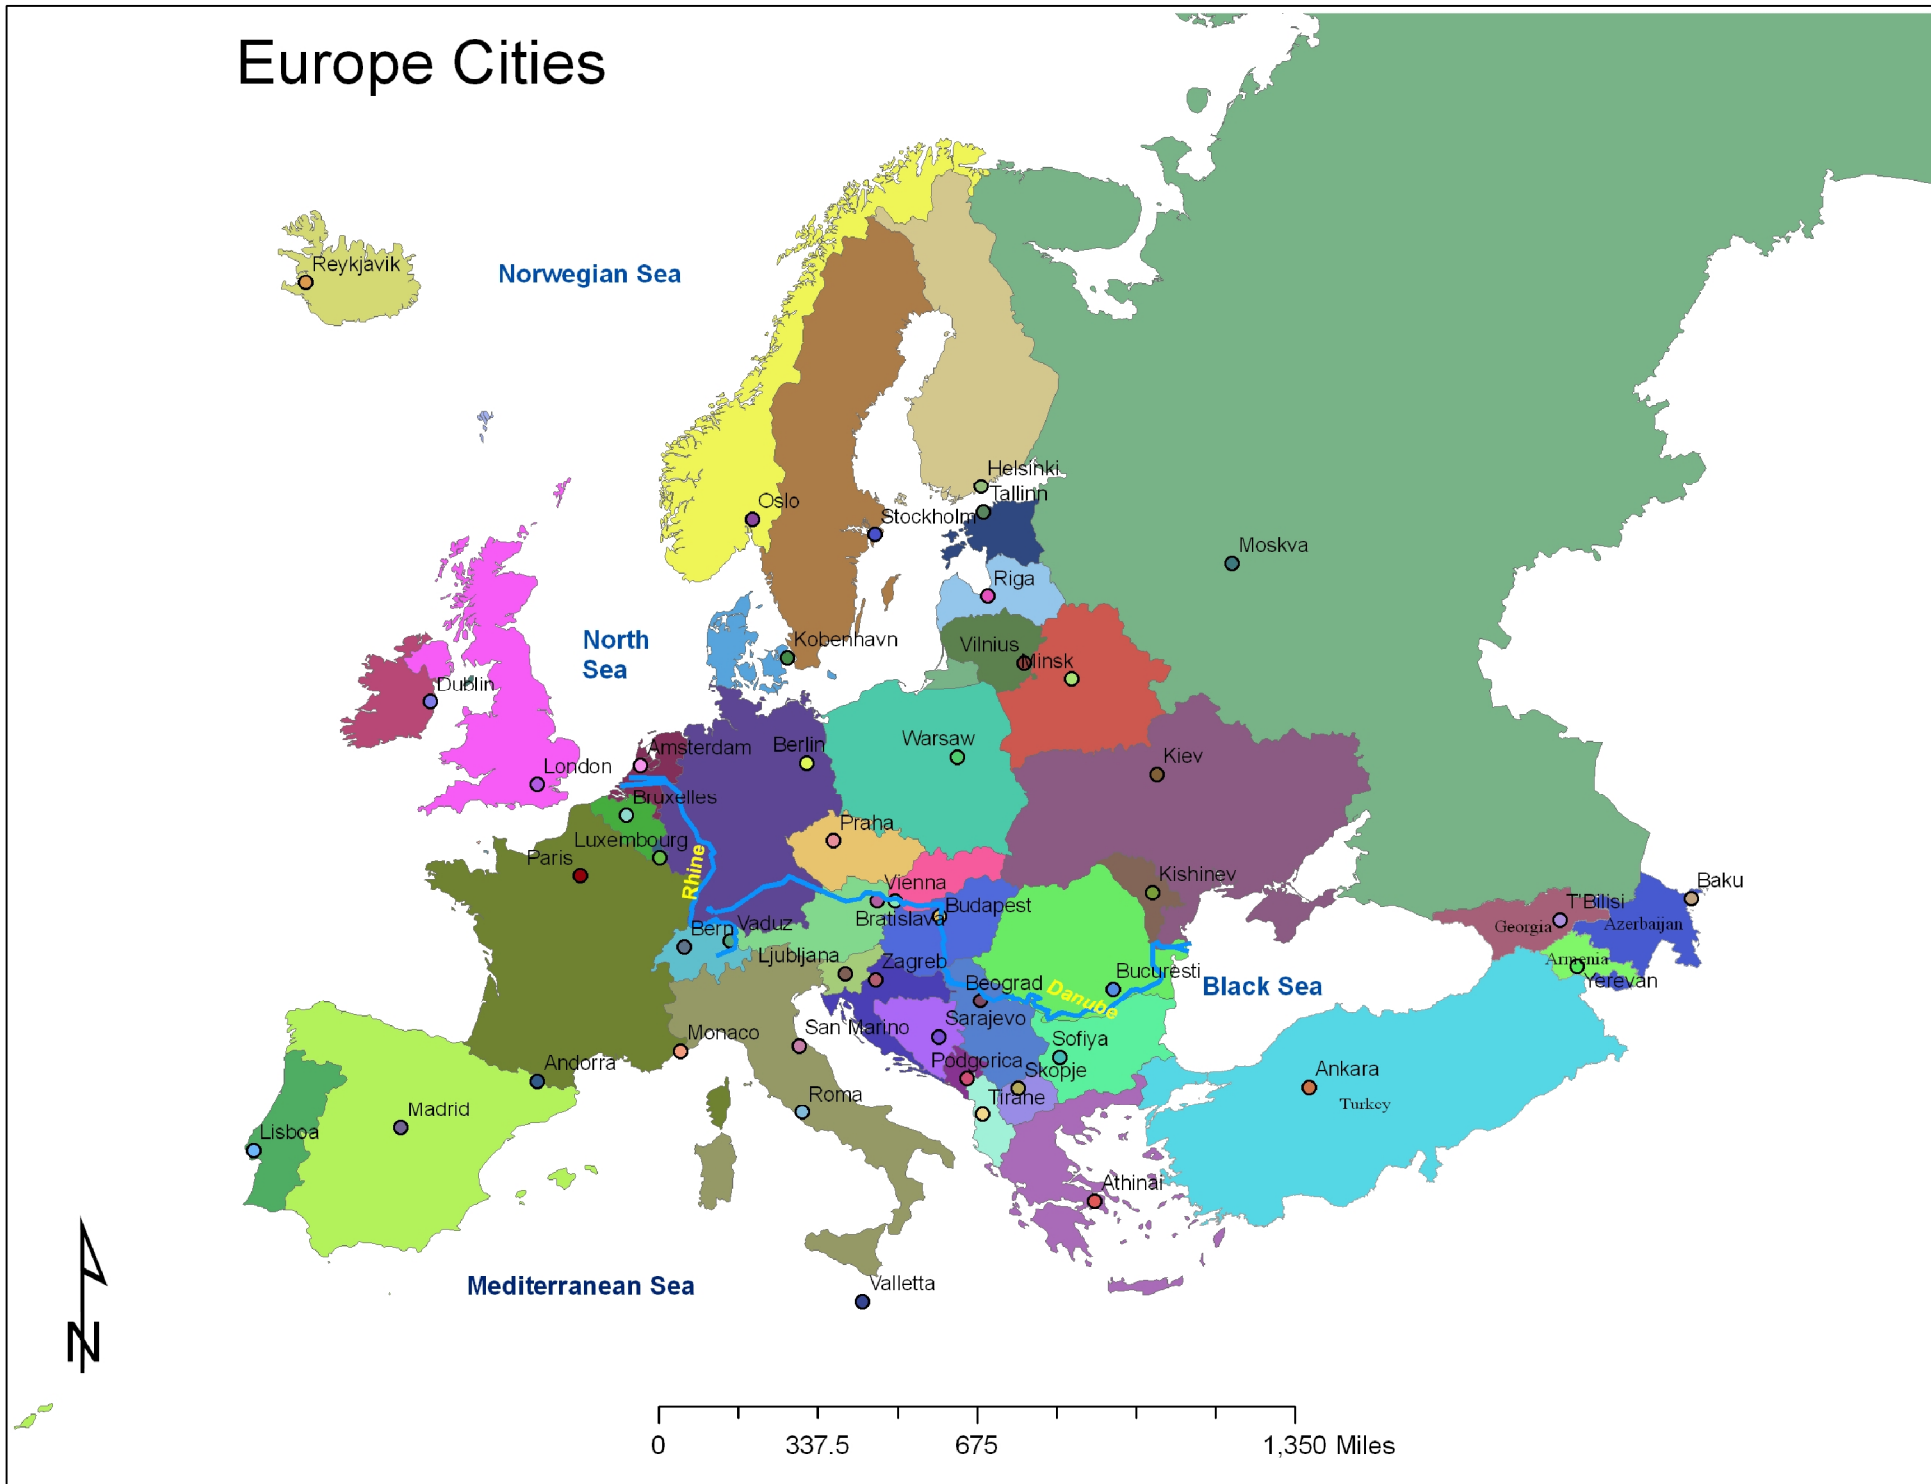 Europe Cities
Reykjavik
Norwegian Sea
Helsinki
Tallinn
Oslo
Stockholm
Moskva
Riga
North
Sea
Kobenhavn
Vilnius
Minsk
Dublin
Amsterdam
Berlin
Warsaw
Kiev
London
Bruxelles
Praha
Luxembourg
Paris
Rhine
Vienna
Kishinev
Baku
T'Bilisi
Budapest
Bratislava
Georgia
Azerbaijan
Bern
Vaduz
Ljubljana
Zagreb
Armenia
Yerevan
Beograd
Danube
Bucuresti
Black Sea
Monaco
San Marino
Sarajevo
Sofiya
Podgorica
Skopje
Andorra
Ankara
Turkey
Roma
Tirane
Madrid
Lisboa
Athinai
Mediterranean Sea
Valletta
N
0 337.5 675 1,350 Miles